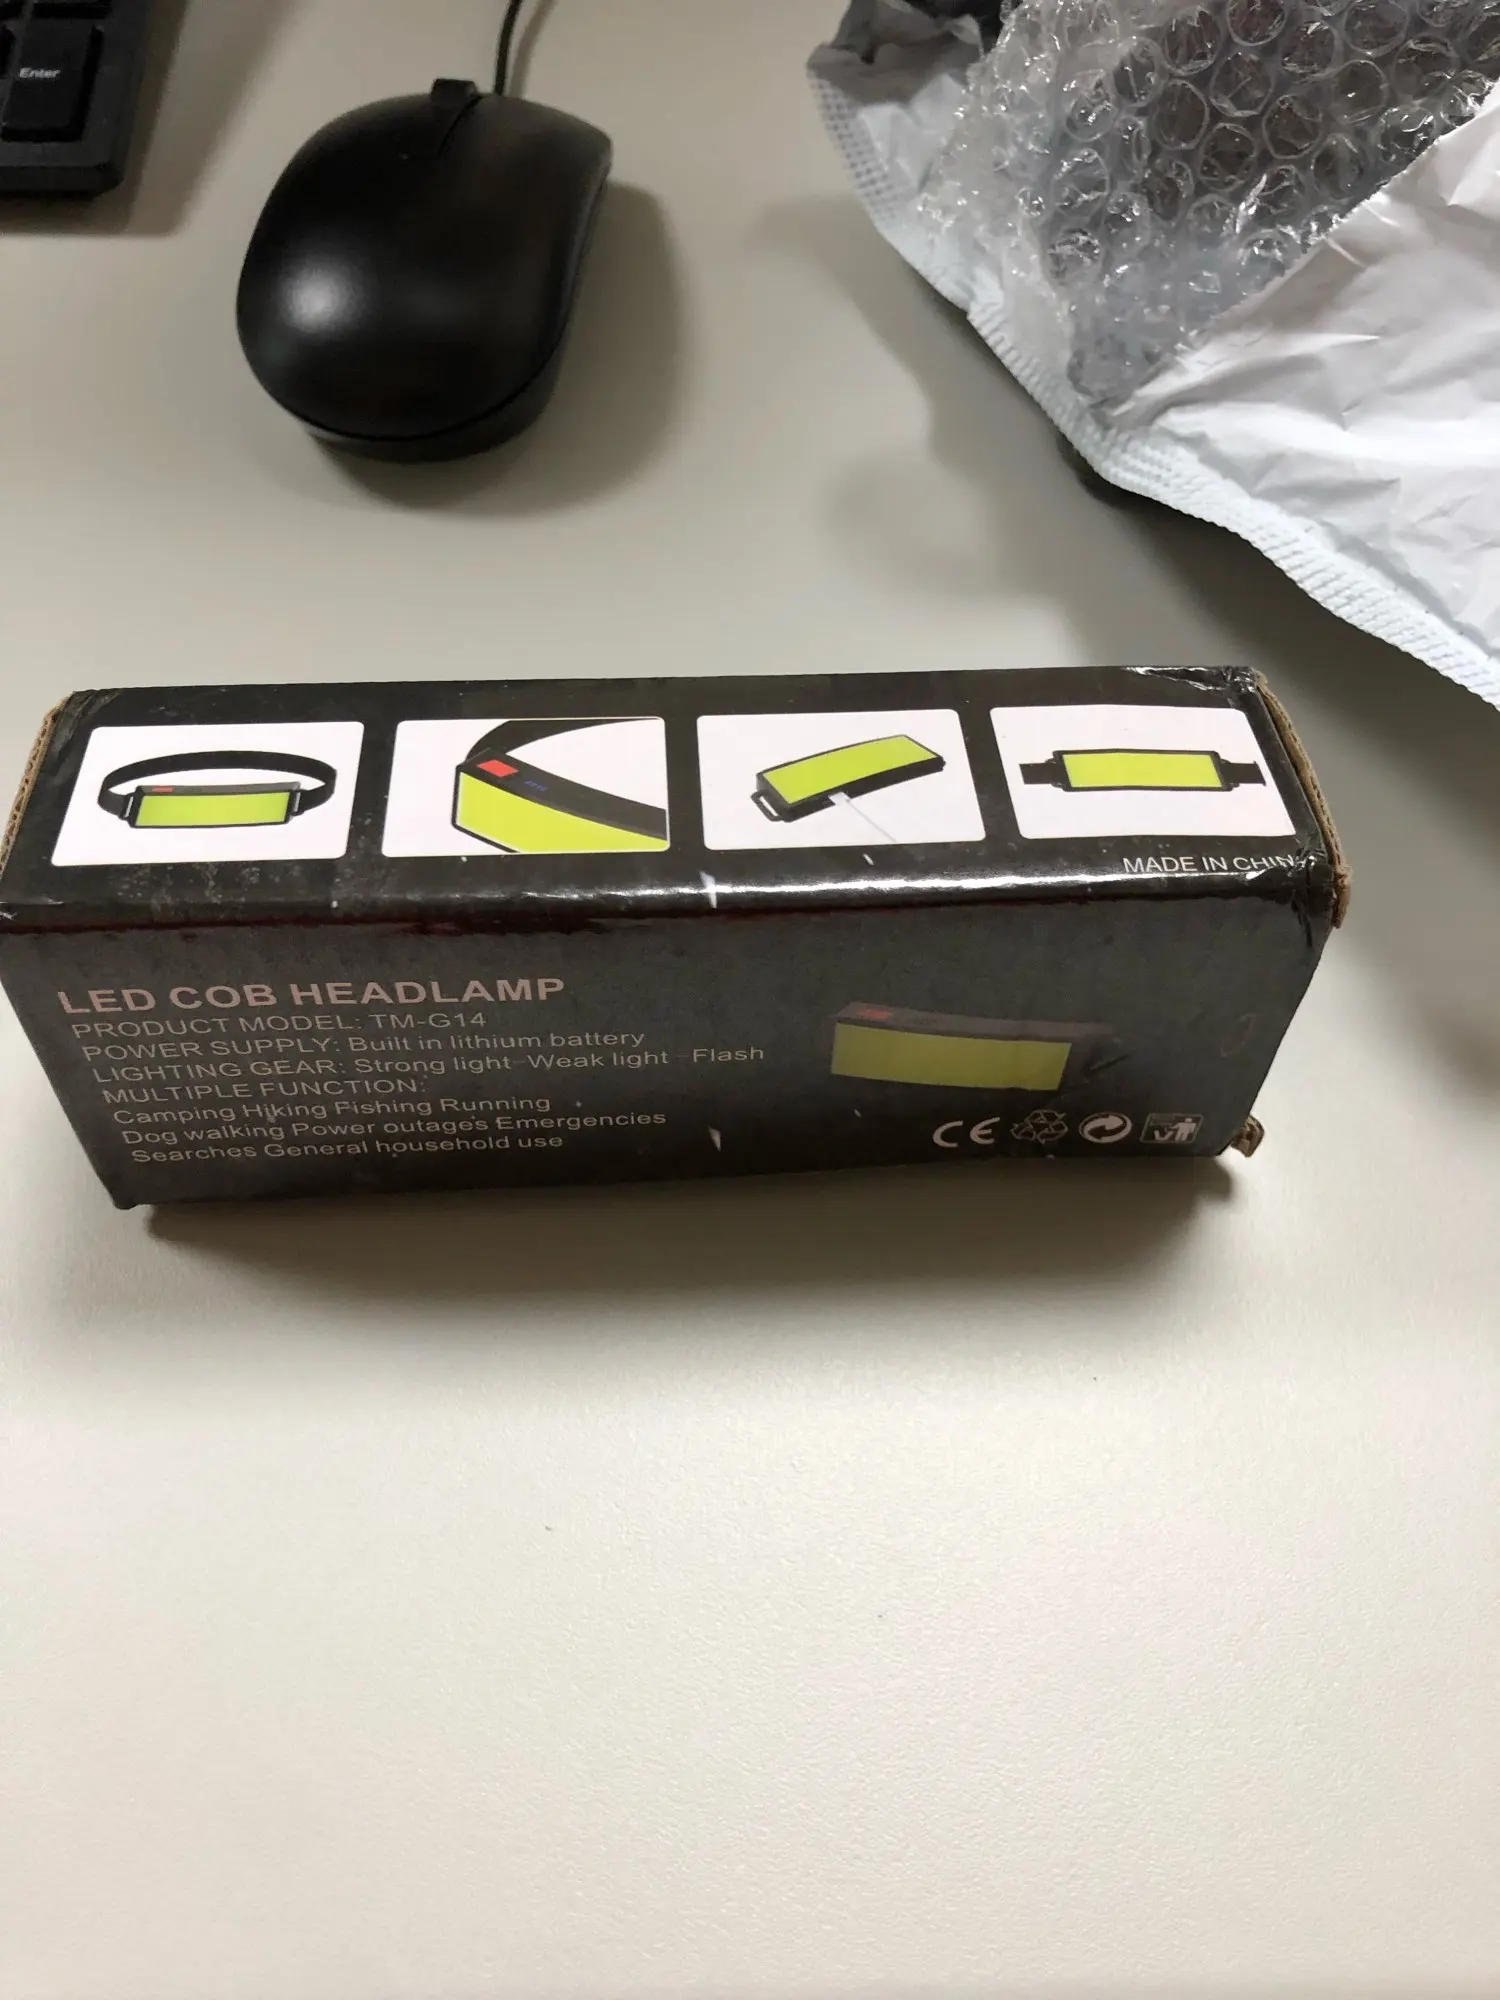 Enter
MADE IN CHINA
LED COB HEADLAMP
PRODUCT MODEL: TM-G14
POWER SUPPLY: Built in lithium battery
LIGHTING GEAR: Strong light-Weak light -Flash
MULTIPLE FUNCTION:
Camping Hiking Fishing Running
Dog walking Power outages Emergencies
Searches General household use
CE